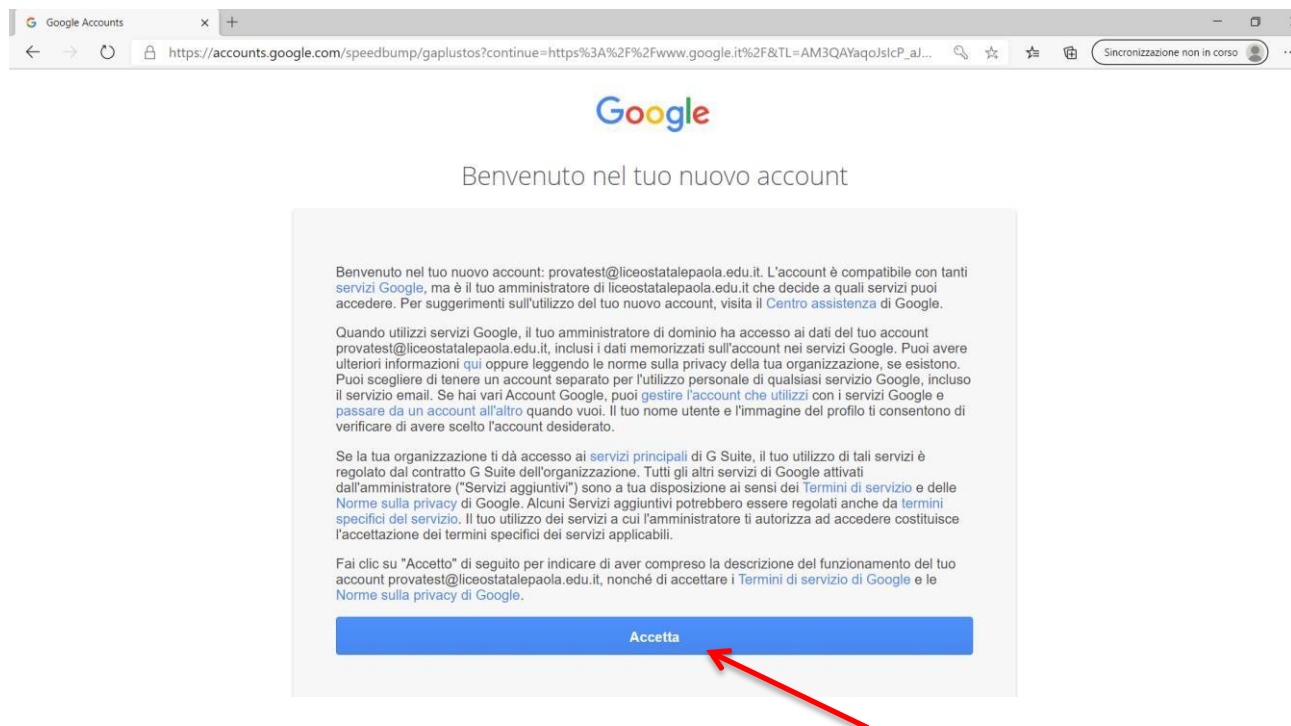 Google Accounts
https://accounts.google.com/speedbump/gaplustos?continue=https%3A%2F%2Fwww.google.it%2F&TL=AM3QAYaqoJslcP_aJ...
Sincronizzazione non in corso
Google
Benvenuto nel tuo nuovo account
Benvenuto nel tuo nuovo account: provatest@liceostatalepaola.edu.it. L'account è compatibile con tanti
servizi Google, ma è il tuo amministratore di liceostatalepaola.edu.it che decide a quali servizi puoi
accedere. Per suggerimenti sull'utilizzo del tuo nuovo account, visita il Centro assistenza di Google.
Quando utilizzi servizi Google, il tuo amministratore di dominio ha accesso ai dati del tuo account
provatest@liceostatalepaola.edu.it, inclusi i dati memorizzati sull'account nei servizi Google. Puoi avere
ulteriori informazioni qui oppure leggendo le norme sulla privacy della tua organizzazione, se esistono.
Puoi scegliere di tenere un account separato per l'utilizzo personale di qualsiasi servizio Google, incluso
il servizio email. Se hai vari Account Google, puoi gestire l'account che utilizzi con i servizi Google e
passare da un account all'altro quando vuoi. Il tuo nome utente e l'immagine del profilo ti consentono di
verificare di avere scelto l'account desiderato.
Se la tua organizzazione ti dà accesso ai servizi principali di G Suite, il tuo utilizzo di tali servizi è
regolato dal contratto G Suite dell'organizzazione. Tutti gli altri servizi di Google attivati
dall'amministratore ("Servizi aggiuntivi") sono a tua disposizione ai sensi dei Termini di servizio e delle
Norme sulla privacy di Google. Alcuni Servizi aggiuntivi potrebbero essere regolati anche da termini
specifici del servizio. Il tuo utilizzo dei servizi a cui l'amministratore ti autorizza ad accedere costituisce
l'accettazione dei termini specifici dei servizi applicabili.
Fai clic su "Accetto" di seguito per indicare di aver compreso la descrizione del funzionamento del tuo
account provatest@liceostatalepaola.edu.it, nonché di accettare i Termini di servizio di Google e le
Norme sulla privacy di Google.
Accetta